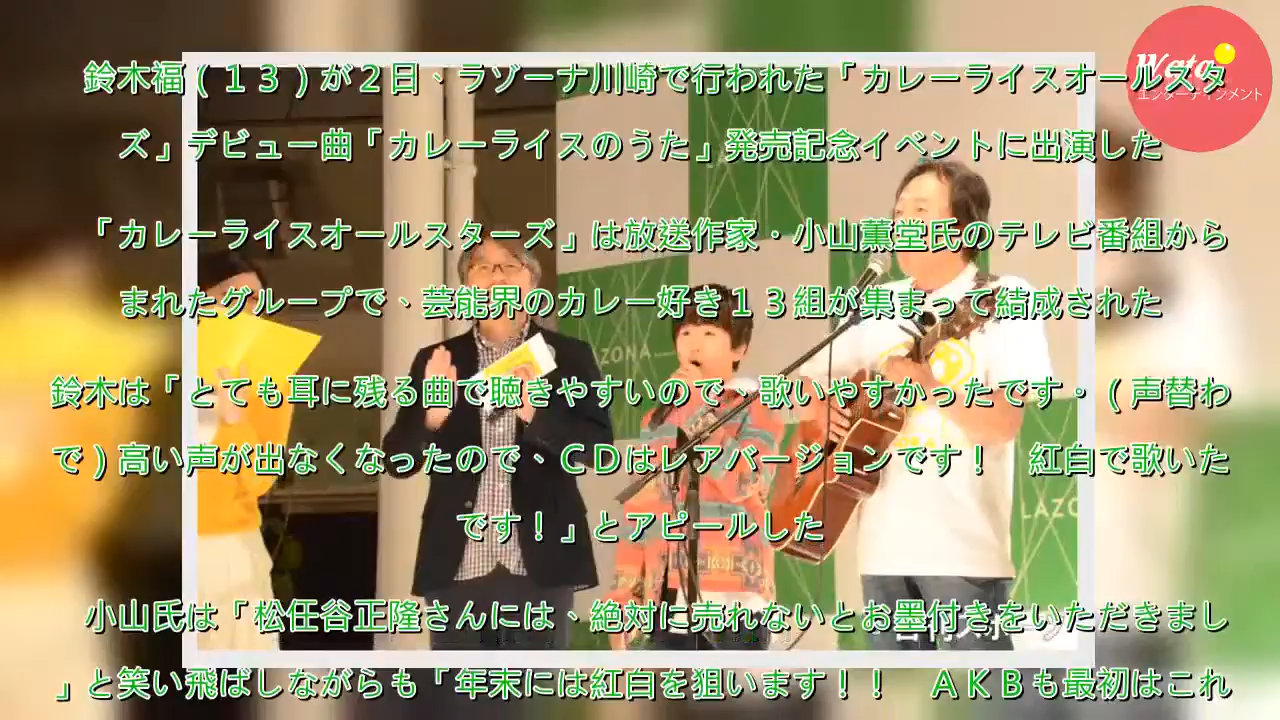 Wato
エンターテインメント
鈴木福（１３）が２日、ラゾーナ川崎で行われた「カレーライスオールスタ
ズ」デビュー曲「カレーライスのうた」発売記念イベントに出演した
「カレーライスオールスターズ」は放送作家・小山薫堂氏のテレビ番組から
まれたグループで、芸能界のカレー好き１３組が集まって結成された
LAZONA
鈴木は「とても耳に残る曲で聴きやすいので、歌いやすかったです・（声替わ
で）高い声が出なくなったので、ＣＤはレアバージョンです！　紅白で歌いた
LAZO
です！」とアピールした
小山氏は「松任谷正隆さんには、絶対に売れないとお墨付きをいただきまし
」と笑い飛ばしながらも「年末には紅白を狙います！！　ＡＫＢも最初はこれ